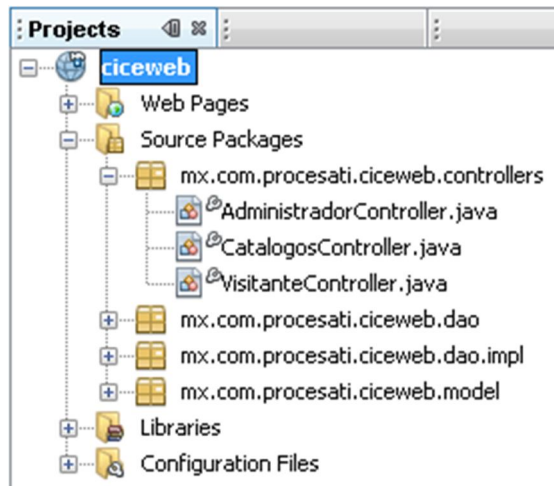 Projects
ciceweb
Web Pages
Source Packages
mx.com.procesati.ciceweb.controllers
AdministradorController.java
CatalogosController.java
VisitanteController.java
mx.com.procesati.ciceweb.dao
mx.com.procesati.ciceweb.dao.impl
mx.com.procesati.ciceweb.model
Libraries
Configuration Files